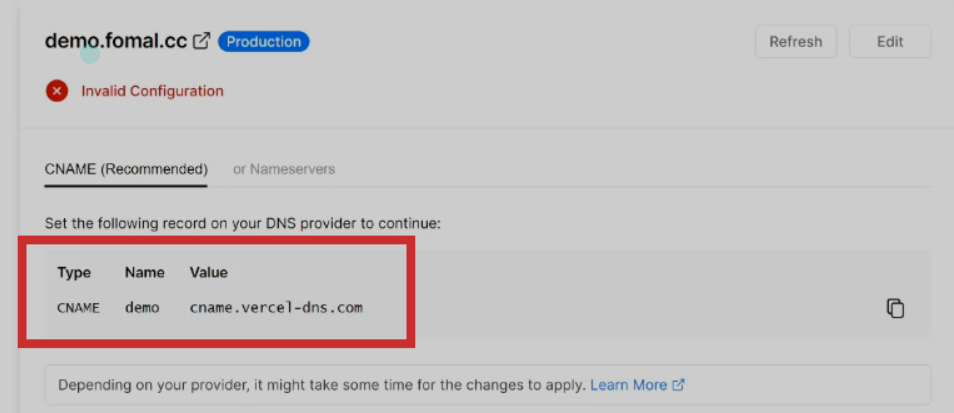 demo.fomal.cc Production Refresh Edit
Invalid Configuration
CNAME (Recommended) or Nameservers
Set the following record on your DNS provider to continue:
Type Name Value
CNAME demo cname.vercel-dns.com
Depending on your provider, it might take some time for the changes to apply. Learn More